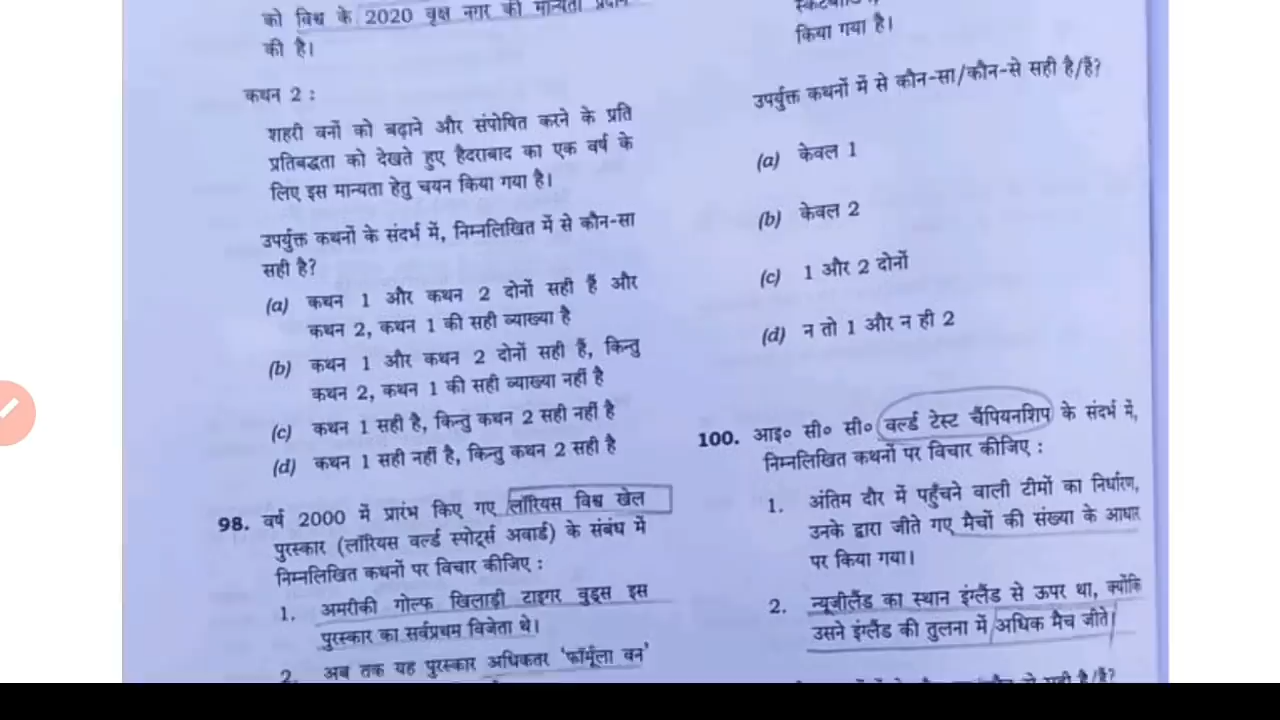 को विश्व के 2020 वृक्ष नगर की मान्यता प्रदान
की है।
कथन 2 :
शहरी वनों को बढ़ाने और संपोषित करने के प्रति
प्रतिबद्धता को देखते हुए हैदराबाद का एक वर्ष के
लिए इस मान्यता हेतु चयन किया गया है।
उपर्युक्त कथनों के संदर्भ में, निम्नलिखित में से कौन-सा
सही है?
(a) कथन 1 और कथन 2 दोनों सही हैं और
कथन 2, कथन 1 की सही व्याख्या है
(b) कथन 1 और कथन 2 दोनों सही हैं, किन्तु
कथन 2, कथन 1 की सही व्याख्या नहीं है
(c) कथन 1 सही है, किन्तु कथन 2 सही नहीं है
(d) कथन 1 सही नहीं है, किन्तु कथन 2 सही है
98. वर्ष 2000 में प्रारंभ किए गए लॉरियस विश्व खेल
पुरस्कार (लॉरियस वर्ल्ड स्पोर्ट्स अवार्ड) के संबंध में
निम्नलिखित कथनों पर विचार कीजिए :
1. अमरीकी गोल्फ खिलाड़ी टाइगर वुड्स इस
पुरस्कार का सर्वप्रथम विजेता थे।
2. अब तक यह पुरस्कार अधिकतर 'फॉर्मूला वन'
किया गया है।
उपर्युक्त कथनों में से कौन-सा/कौन-से सही है/हैं?
(a) केवल 1
(b) केवल 2
(c) 1 और 2 दोनों
(d) न तो 1 और न ही 2
100. आइ० सी० सी० वर्ल्ड टेस्ट चैंपियनशिप के संदर्भ में,
निम्नलिखित कथनों पर विचार कीजिए :
1. अंतिम दौर में पहुँचने वाली टीमों का निर्धारण,
उनके द्वारा जीते गए मैचों की संख्या के आधार
पर किया गया।
2. न्यूजीलैंड का स्थान इंग्लैंड से ऊपर था, क्योंकि
उसने इंग्लैंड की तुलना में अधिक मैच जीते।
सही है/हैं?